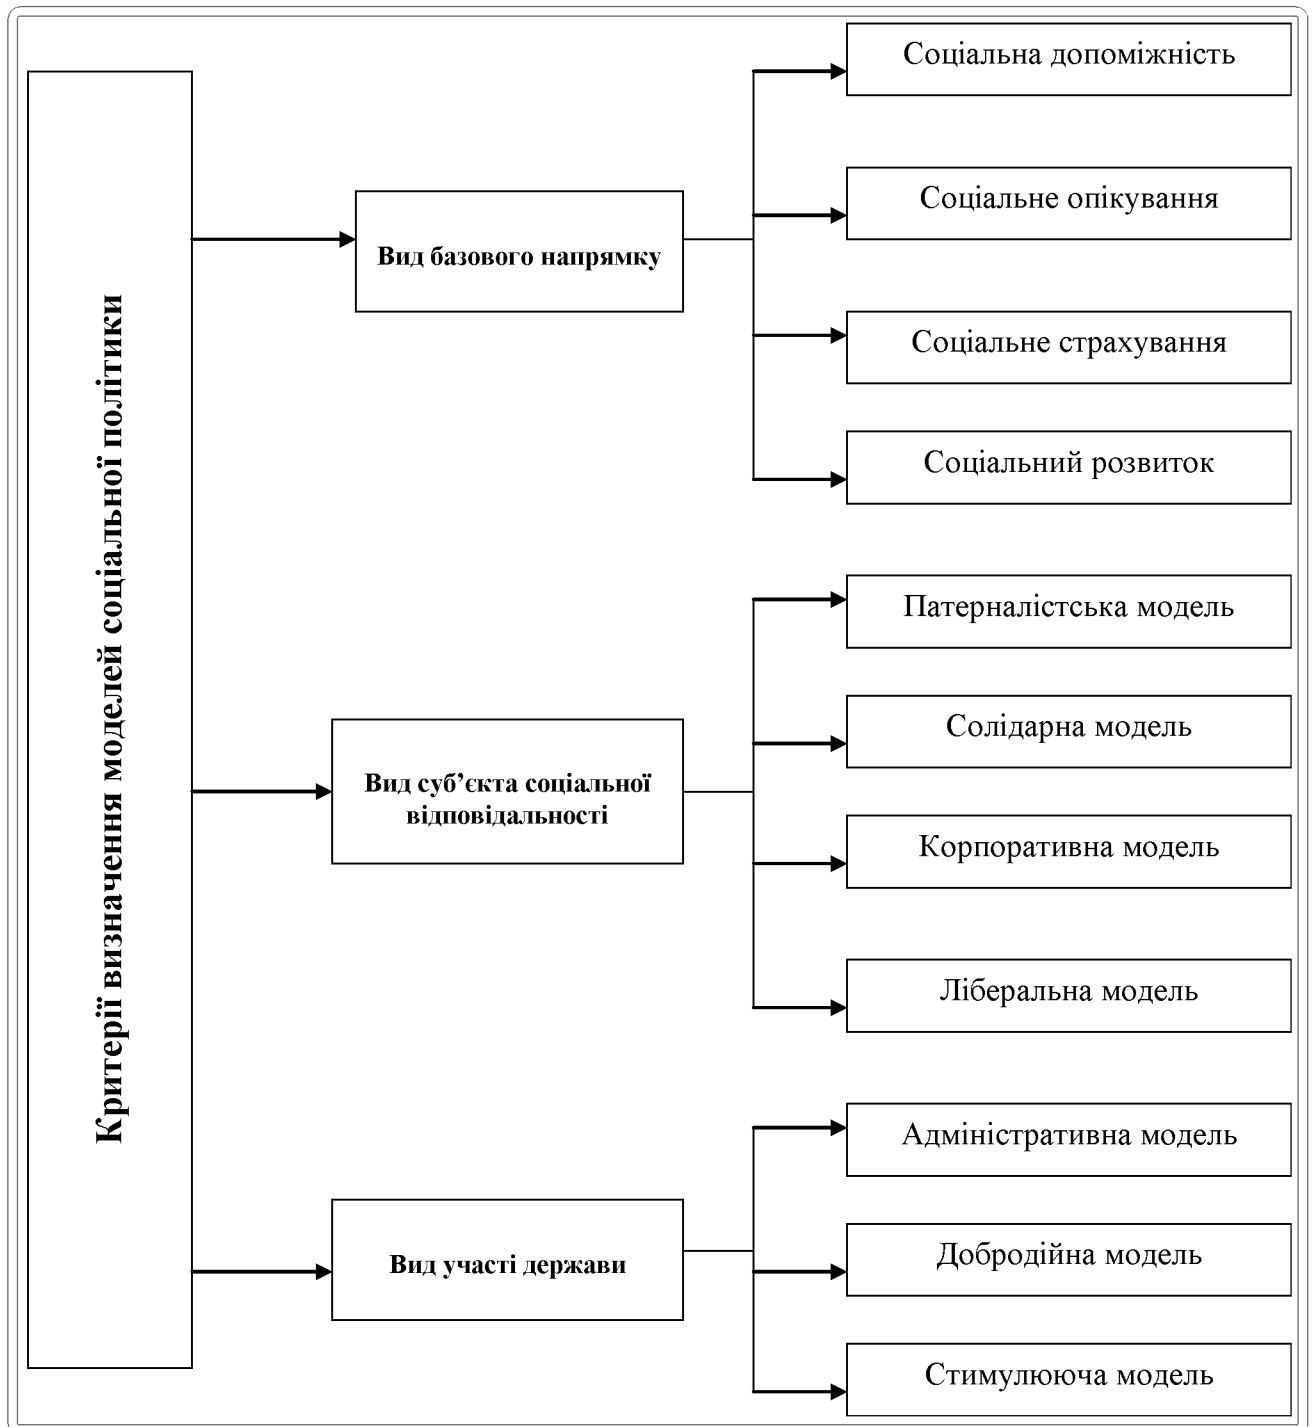 Критерії визначення моделей соціальної політики
Вид базового напрямку
Соціальна допоміжність
Соціальне опікування
Соціальне страхування
Соціальний розвиток
Вид суб’єкта соціальної
відповідальності
Патерналістська модель
Солідарна модель
Корпоративна модель
Ліберальна модель
Вид участі держави
Адміністративна модель
Добродійна модель
Стимулююча модель